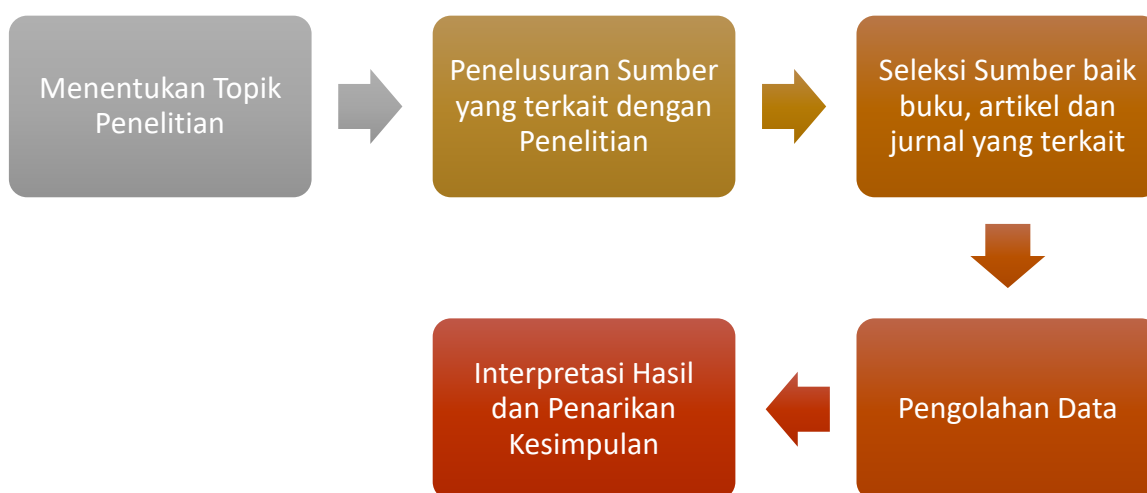 Menentukan Topik
Penelitian
Penelusuran Sumber
yang terkait dengan
Penelitian
Seleksi Sumber baik
buku, artikel dan
jurnal yang terkait
Pengolahan Data
Interpretasi Hasil
dan Penarikan
Kesimpulan